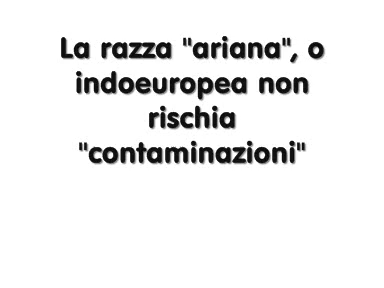 La razza "ariana", o
indoeuropea non
rischia
"contaminazioni"